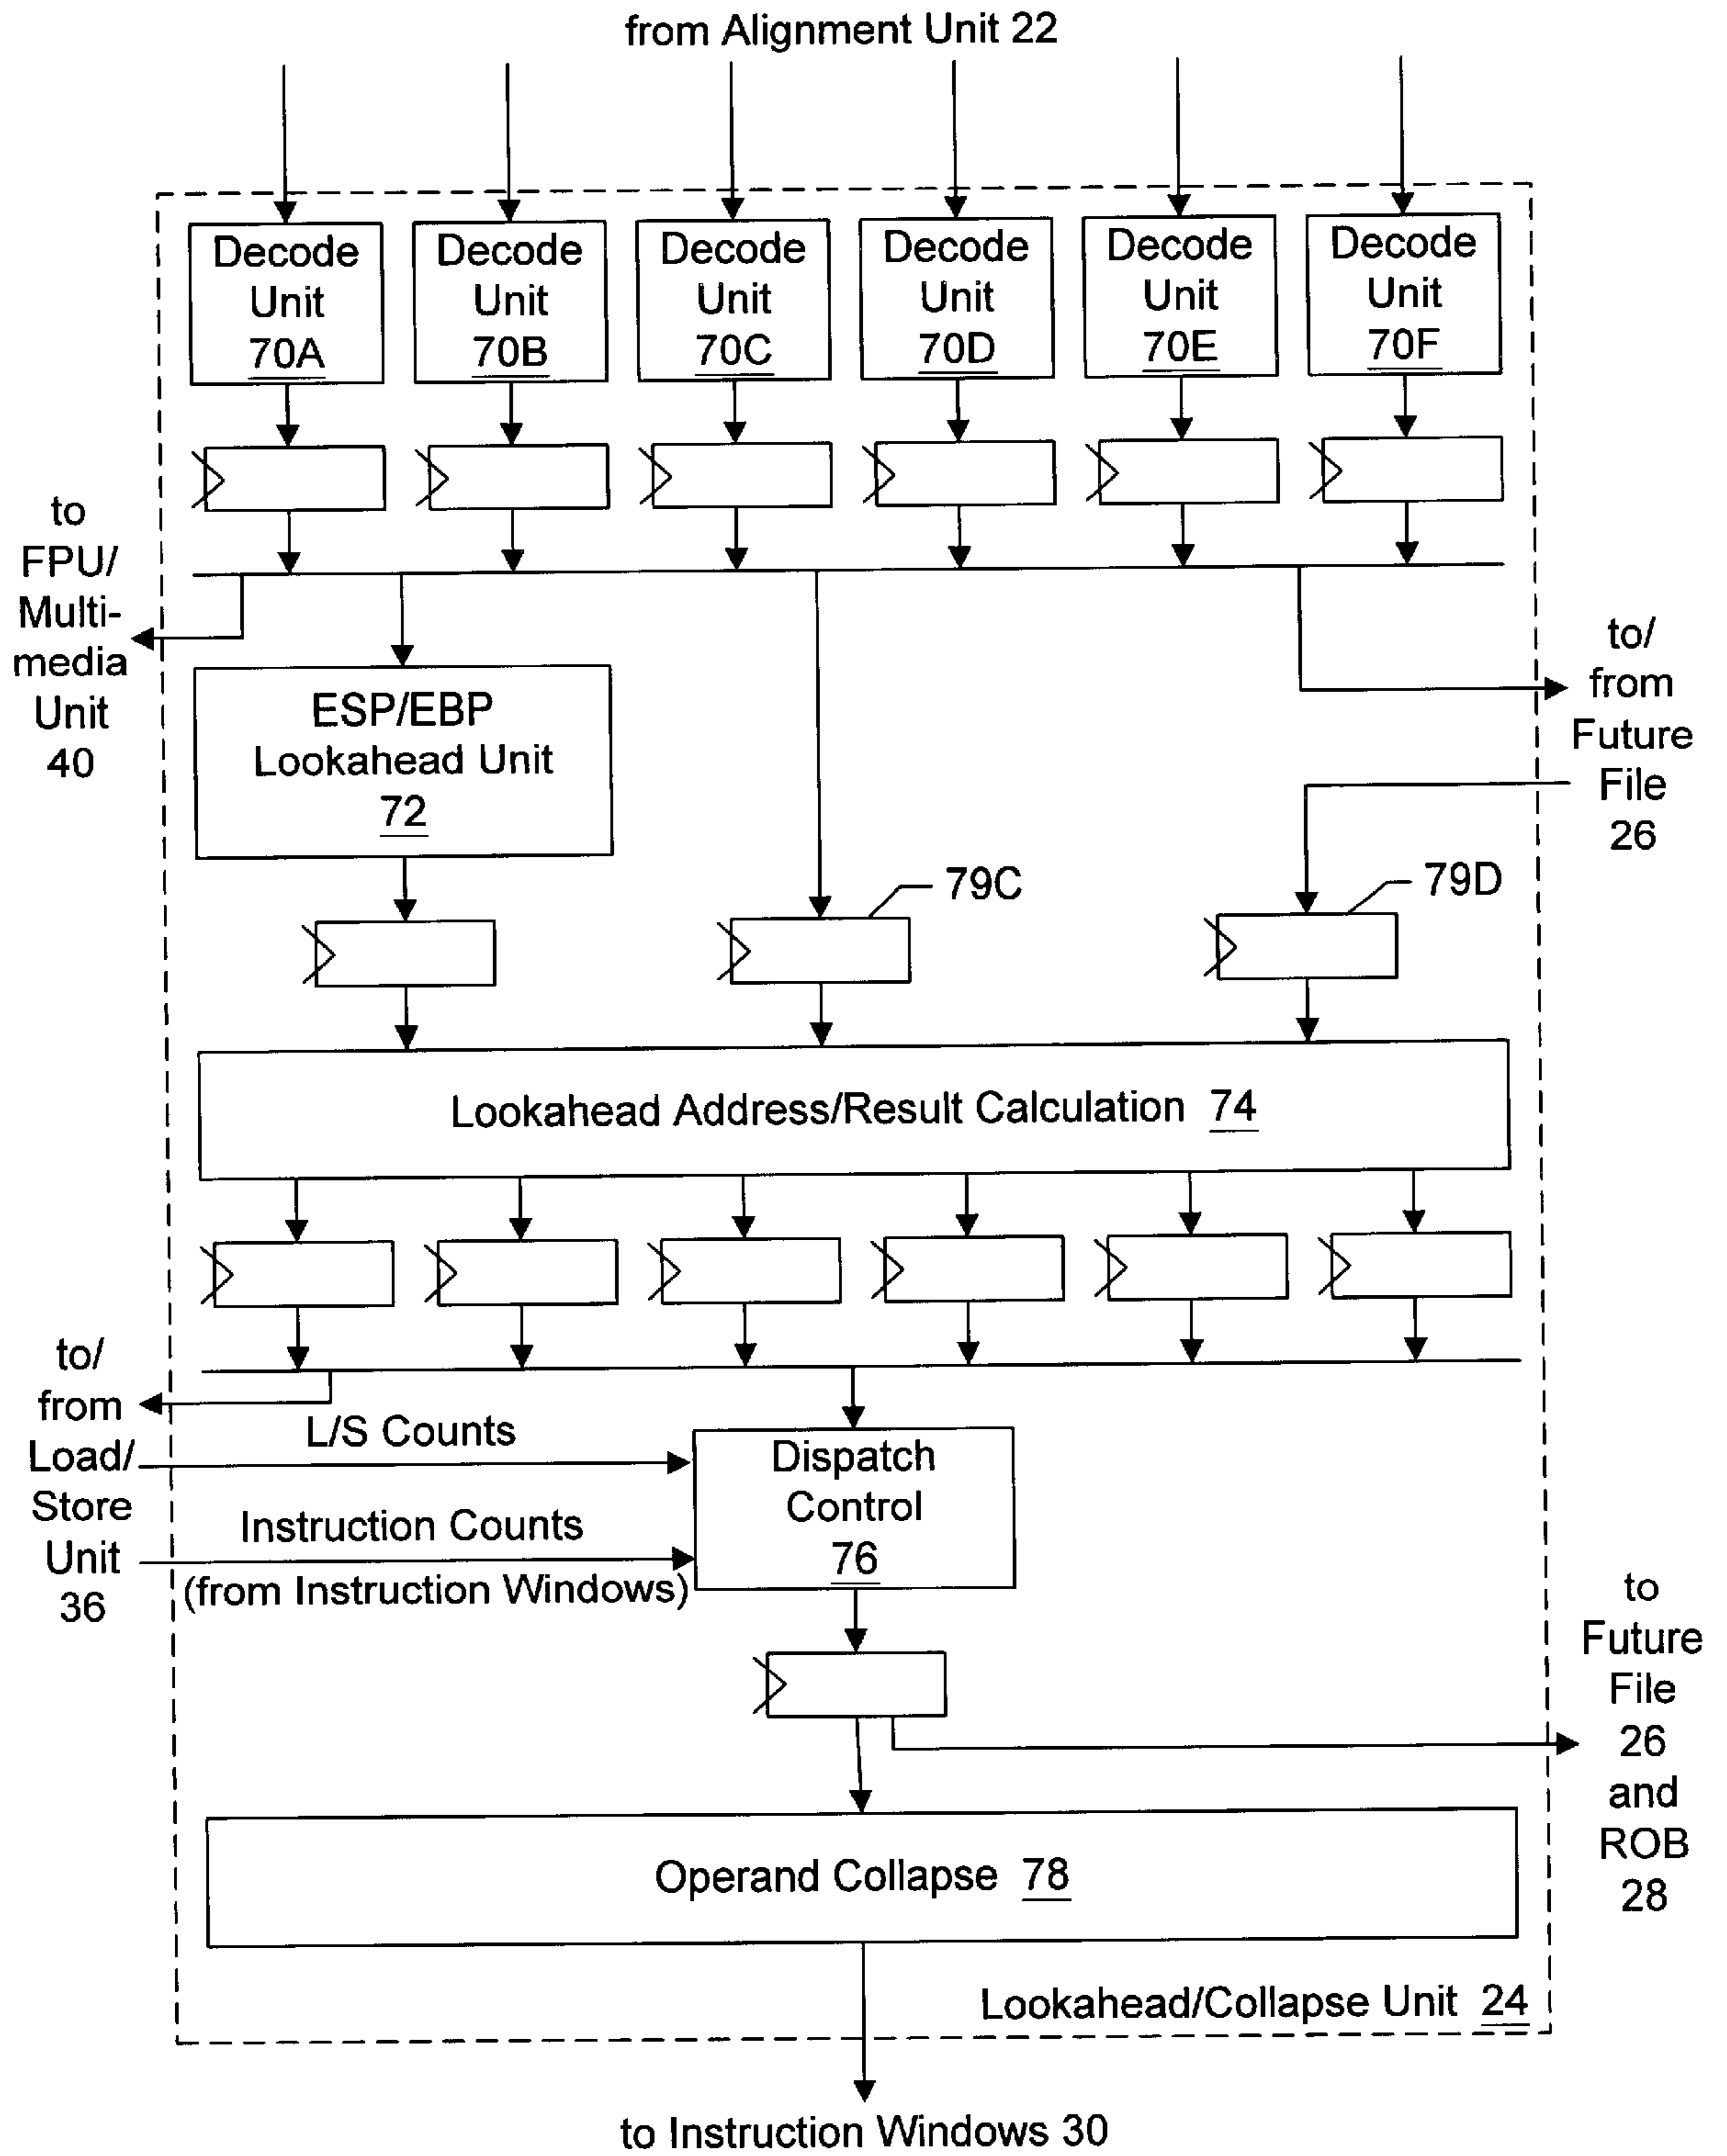 from Alignment Unit 22
Decode
Unit
70A
Decode
Unit
70B
Decode
Unit
70C
Decode
Unit
70D
Decode
Unit
70E
Decode
Unit
70F
to
FPU/
Multi-
media
Unit
40
to/
from
Future
File
26
ESP/EBP
Lookahead Unit
72
79C
79D
Lookahead Address/Result Calculation 74
to/
from
Load/
Store
Unit
36
L/S Counts
Instruction Counts
(from Instruction Windows)
Dispatch
Control
76
to
Future
File
26
and
ROB
28
Operand Collapse 78
Lookahead/Collapse Unit 24
to Instruction Windows 30